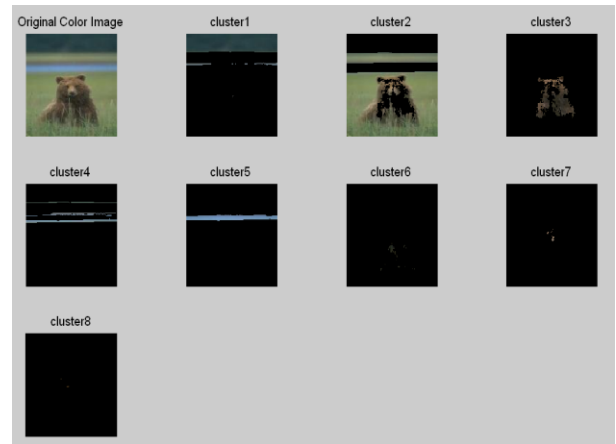 Original Color Image
cluster1
cluster2
cluster3
cluster4
cluster5
cluster6
cluster7
cluster8